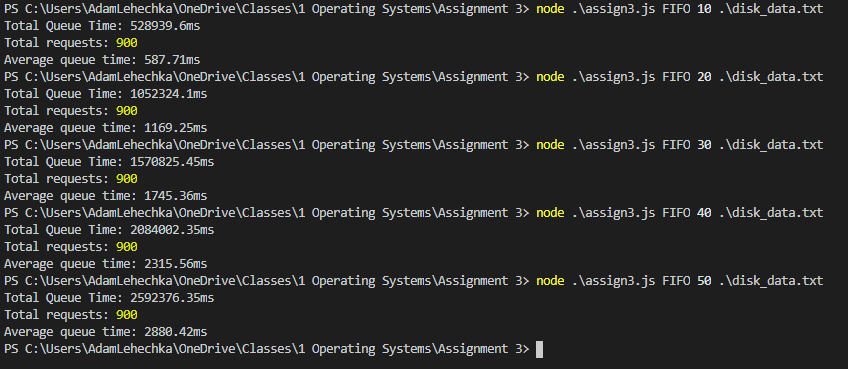 PS C:\Users\AdamLehechka\OneDrive\Classes\1 Operating Systems\Assignment 3> node .\assign3.js FIFO 10 .\disk_data.txt
Total Queue Time: 528939.6ms
Total requests: 900
Average queue time: 587.71ms
PS C:\Users\AdamLehechka\OneDrive\Classes\1 Operating Systems\Assignment 3> node .\assign3.js FIFO 20 .\disk_data.txt
Total Queue Time: 1052324.1ms
Total requests: 900
Average queue time: 1169.25ms
PS C:\Users\AdamLehechka\OneDrive\Classes\1 Operating Systems\Assignment 3> node .\assign3.js FIFO 30 .\disk_data.txt
Total Queue Time: 1570825.45ms
Total requests: 900
Average queue time: 1745.36ms
PS C:\Users\AdamLehechka\OneDrive\Classes\1 Operating Systems\Assignment 3> node .\assign3.js FIFO 40 .\disk_data.txt
Total Queue Time: 2084002.35ms
Total requests: 900
Average queue time: 2315.56ms
PS C:\Users\AdamLehechka\OneDrive\Classes\1 Operating Systems\Assignment 3> node .\assign3.js FIFO 50 .\disk_data.txt
Total Queue Time: 2592376.35ms
Total requests: 900
Average queue time: 2880.42ms
PS C:\Users\AdamLehechka\OneDrive\Classes\1 Operating Systems\Assignment 3>